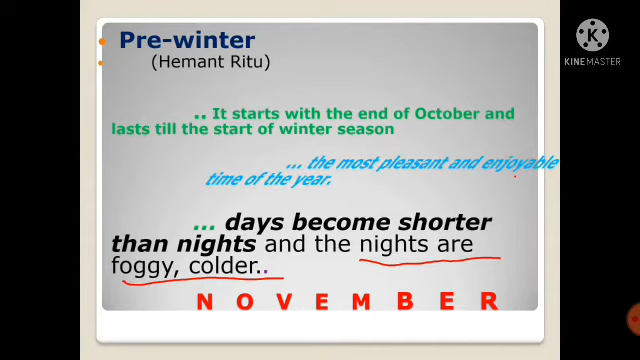 Pre-winter
(Hemant Ritu)
.. It starts with the end of October and
lasts till the start of winter season
... the most pleasant and enjoyable
time of the year.
... days become shorter
than nights and the nights are
foggy, colder..
N O V E M B E R
K
KINEMASTER